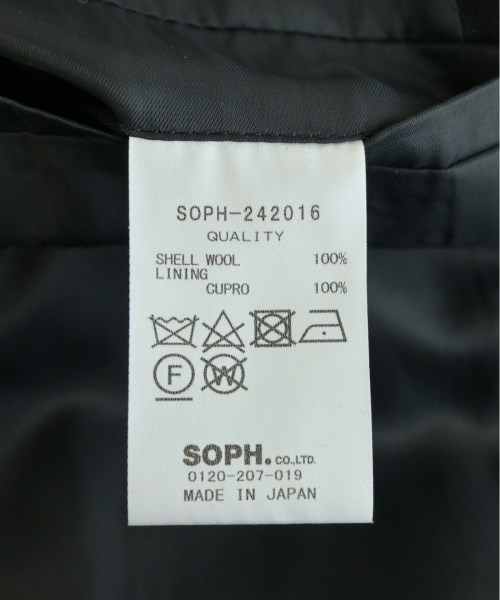 SOPH-242016
QUALITY
SHELL WOOL 100%
LINING
CUPRO 100%
F W
SOPH. CO.,LTD.
0120-207-019
MADE IN JAPAN